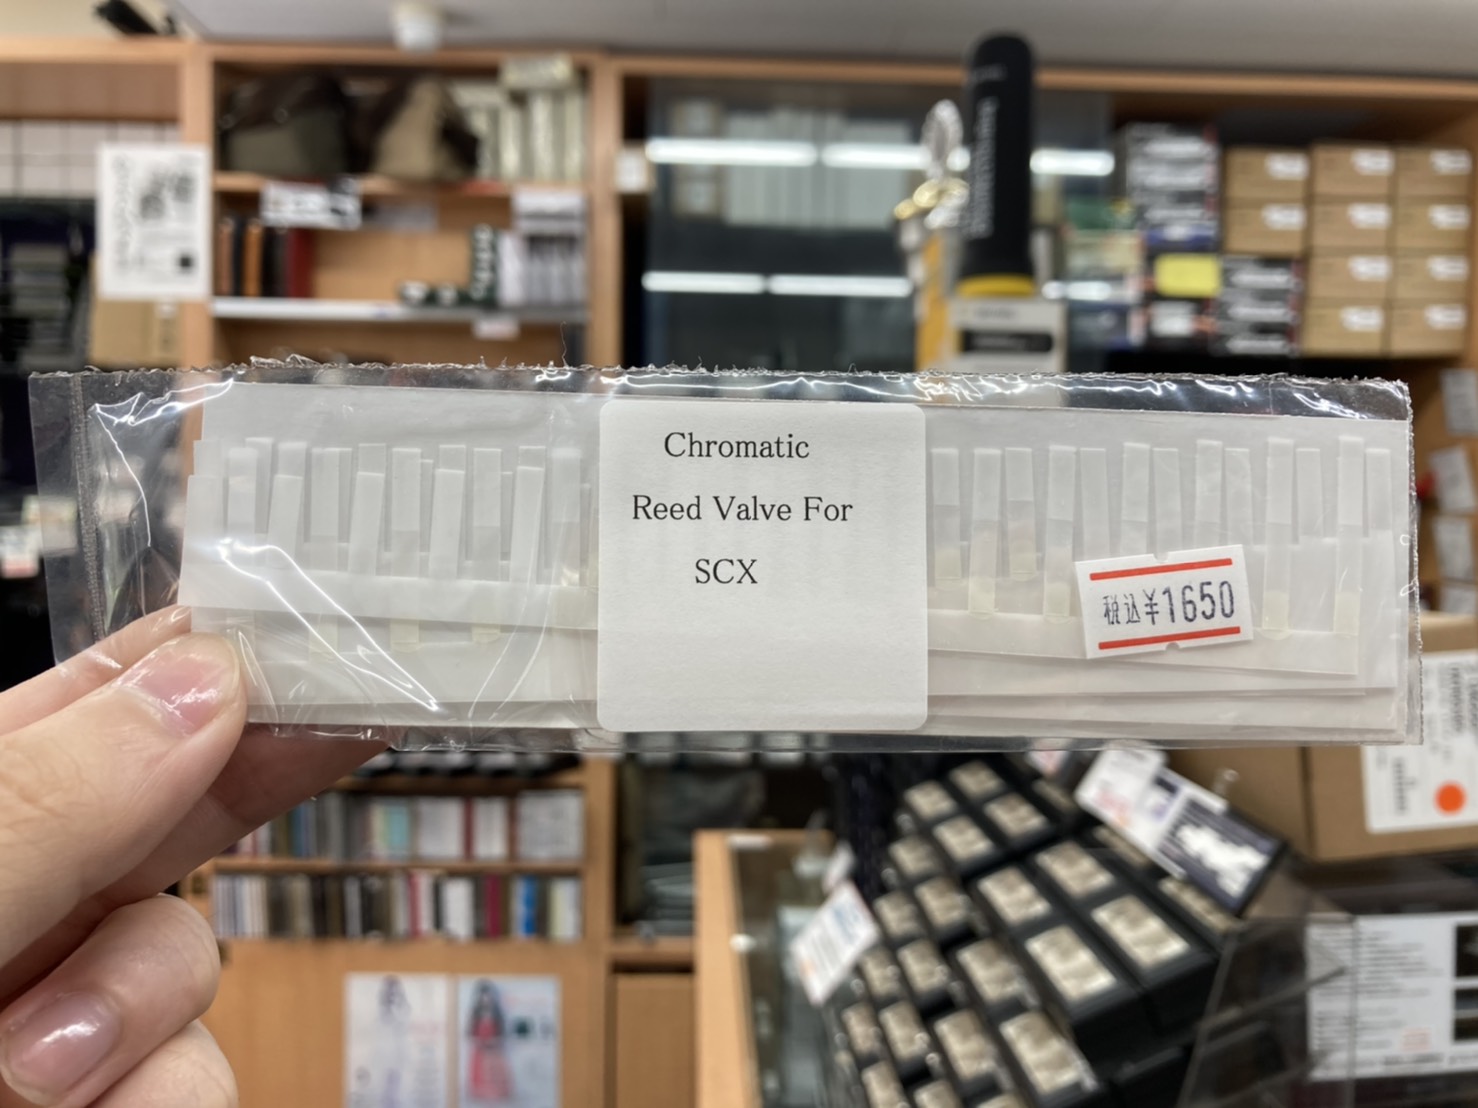 Chromatic
Reed Valve For
SCX
税込¥1650